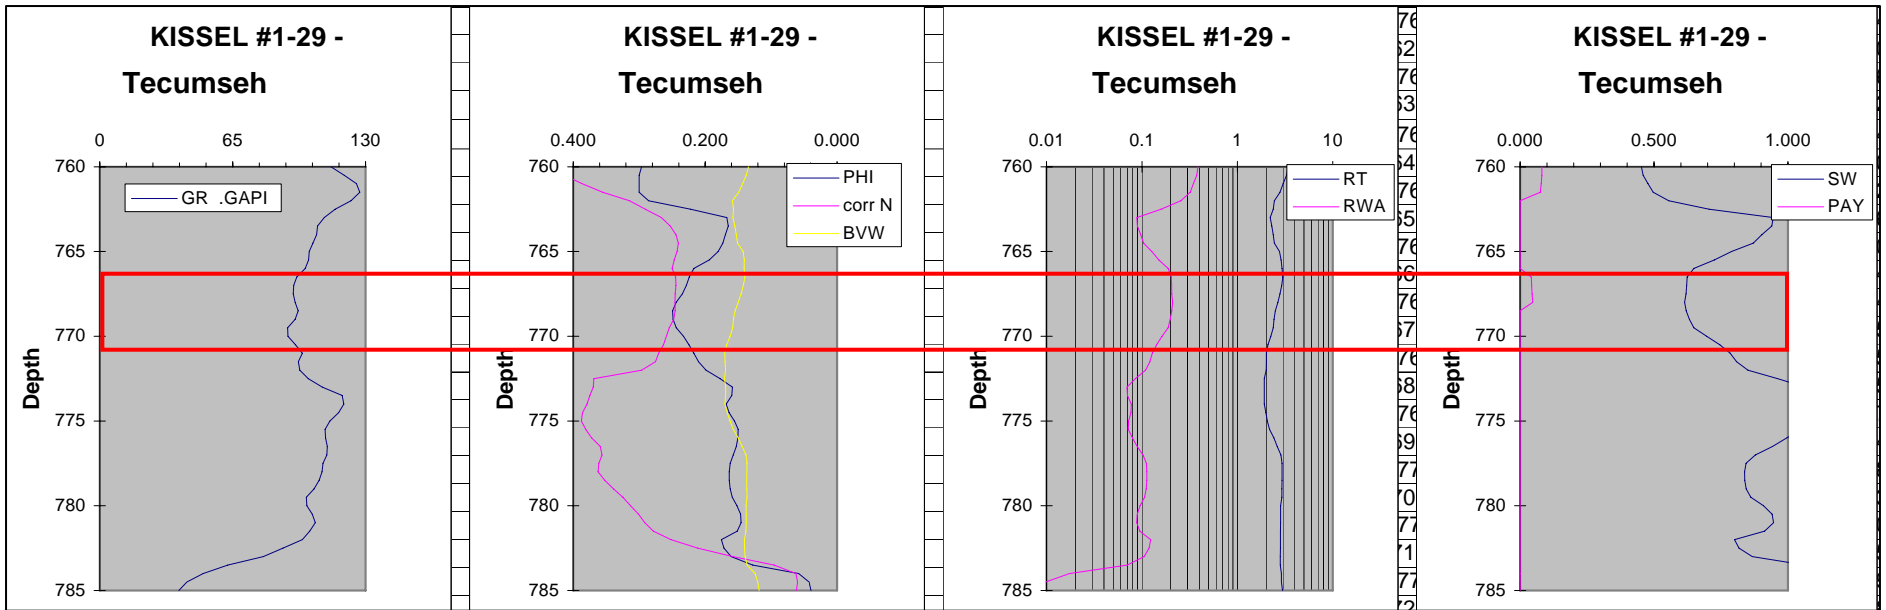 KISSEL #1-29 -
Tecumseh
0 65 130
760
765
770
775
780
785
Depth
GR .GAPI
KISSEL #1-29 -
Tecumseh
0.400 0.200 0.000
760
765
770
775
780
785
Depth
PHI
corr N
BVW
KISSEL #1-29 -
Tecumseh
0.01 0.1 1 10
760
765
770
775
780
785
Depth
RT
RWA
KISSEL #1-29 -
Tecumseh
0.000 0.500 1.000
760
765
770
775
780
785
Depth
SW
PAY